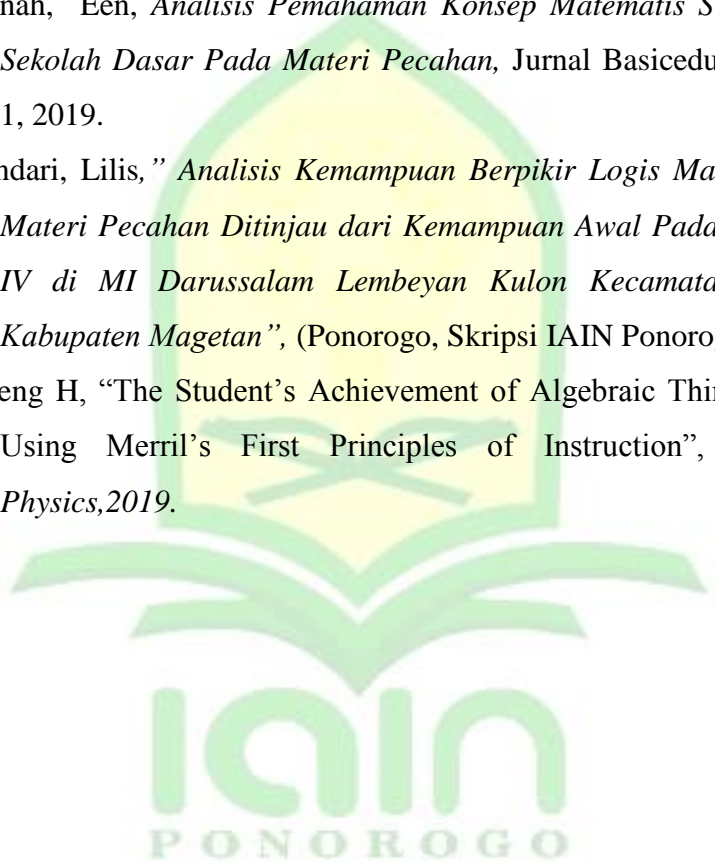 nah, Een, Analisis Pemahaman Konsep Matematis S
Sekolah Dasar Pada Materi Pecahan, Jurnal Basicedu
1, 2019.
ndari, Lilis,” Analisis Kemampuan Berpikir Logis Ma
Materi Pecahan Ditinjau dari Kemampuan Awal Pada
IV di MI Darussalam Lembeyan Kulon Kecamata
Kabupaten Magetan”, (Ponorogo, Skripsi IAIN Ponorog
eng H, “The Student’s Achievement of Algebraic Thin
Using Merril’s First Principles of Instruction”,
Physics,2019.
iain
PONOROGO